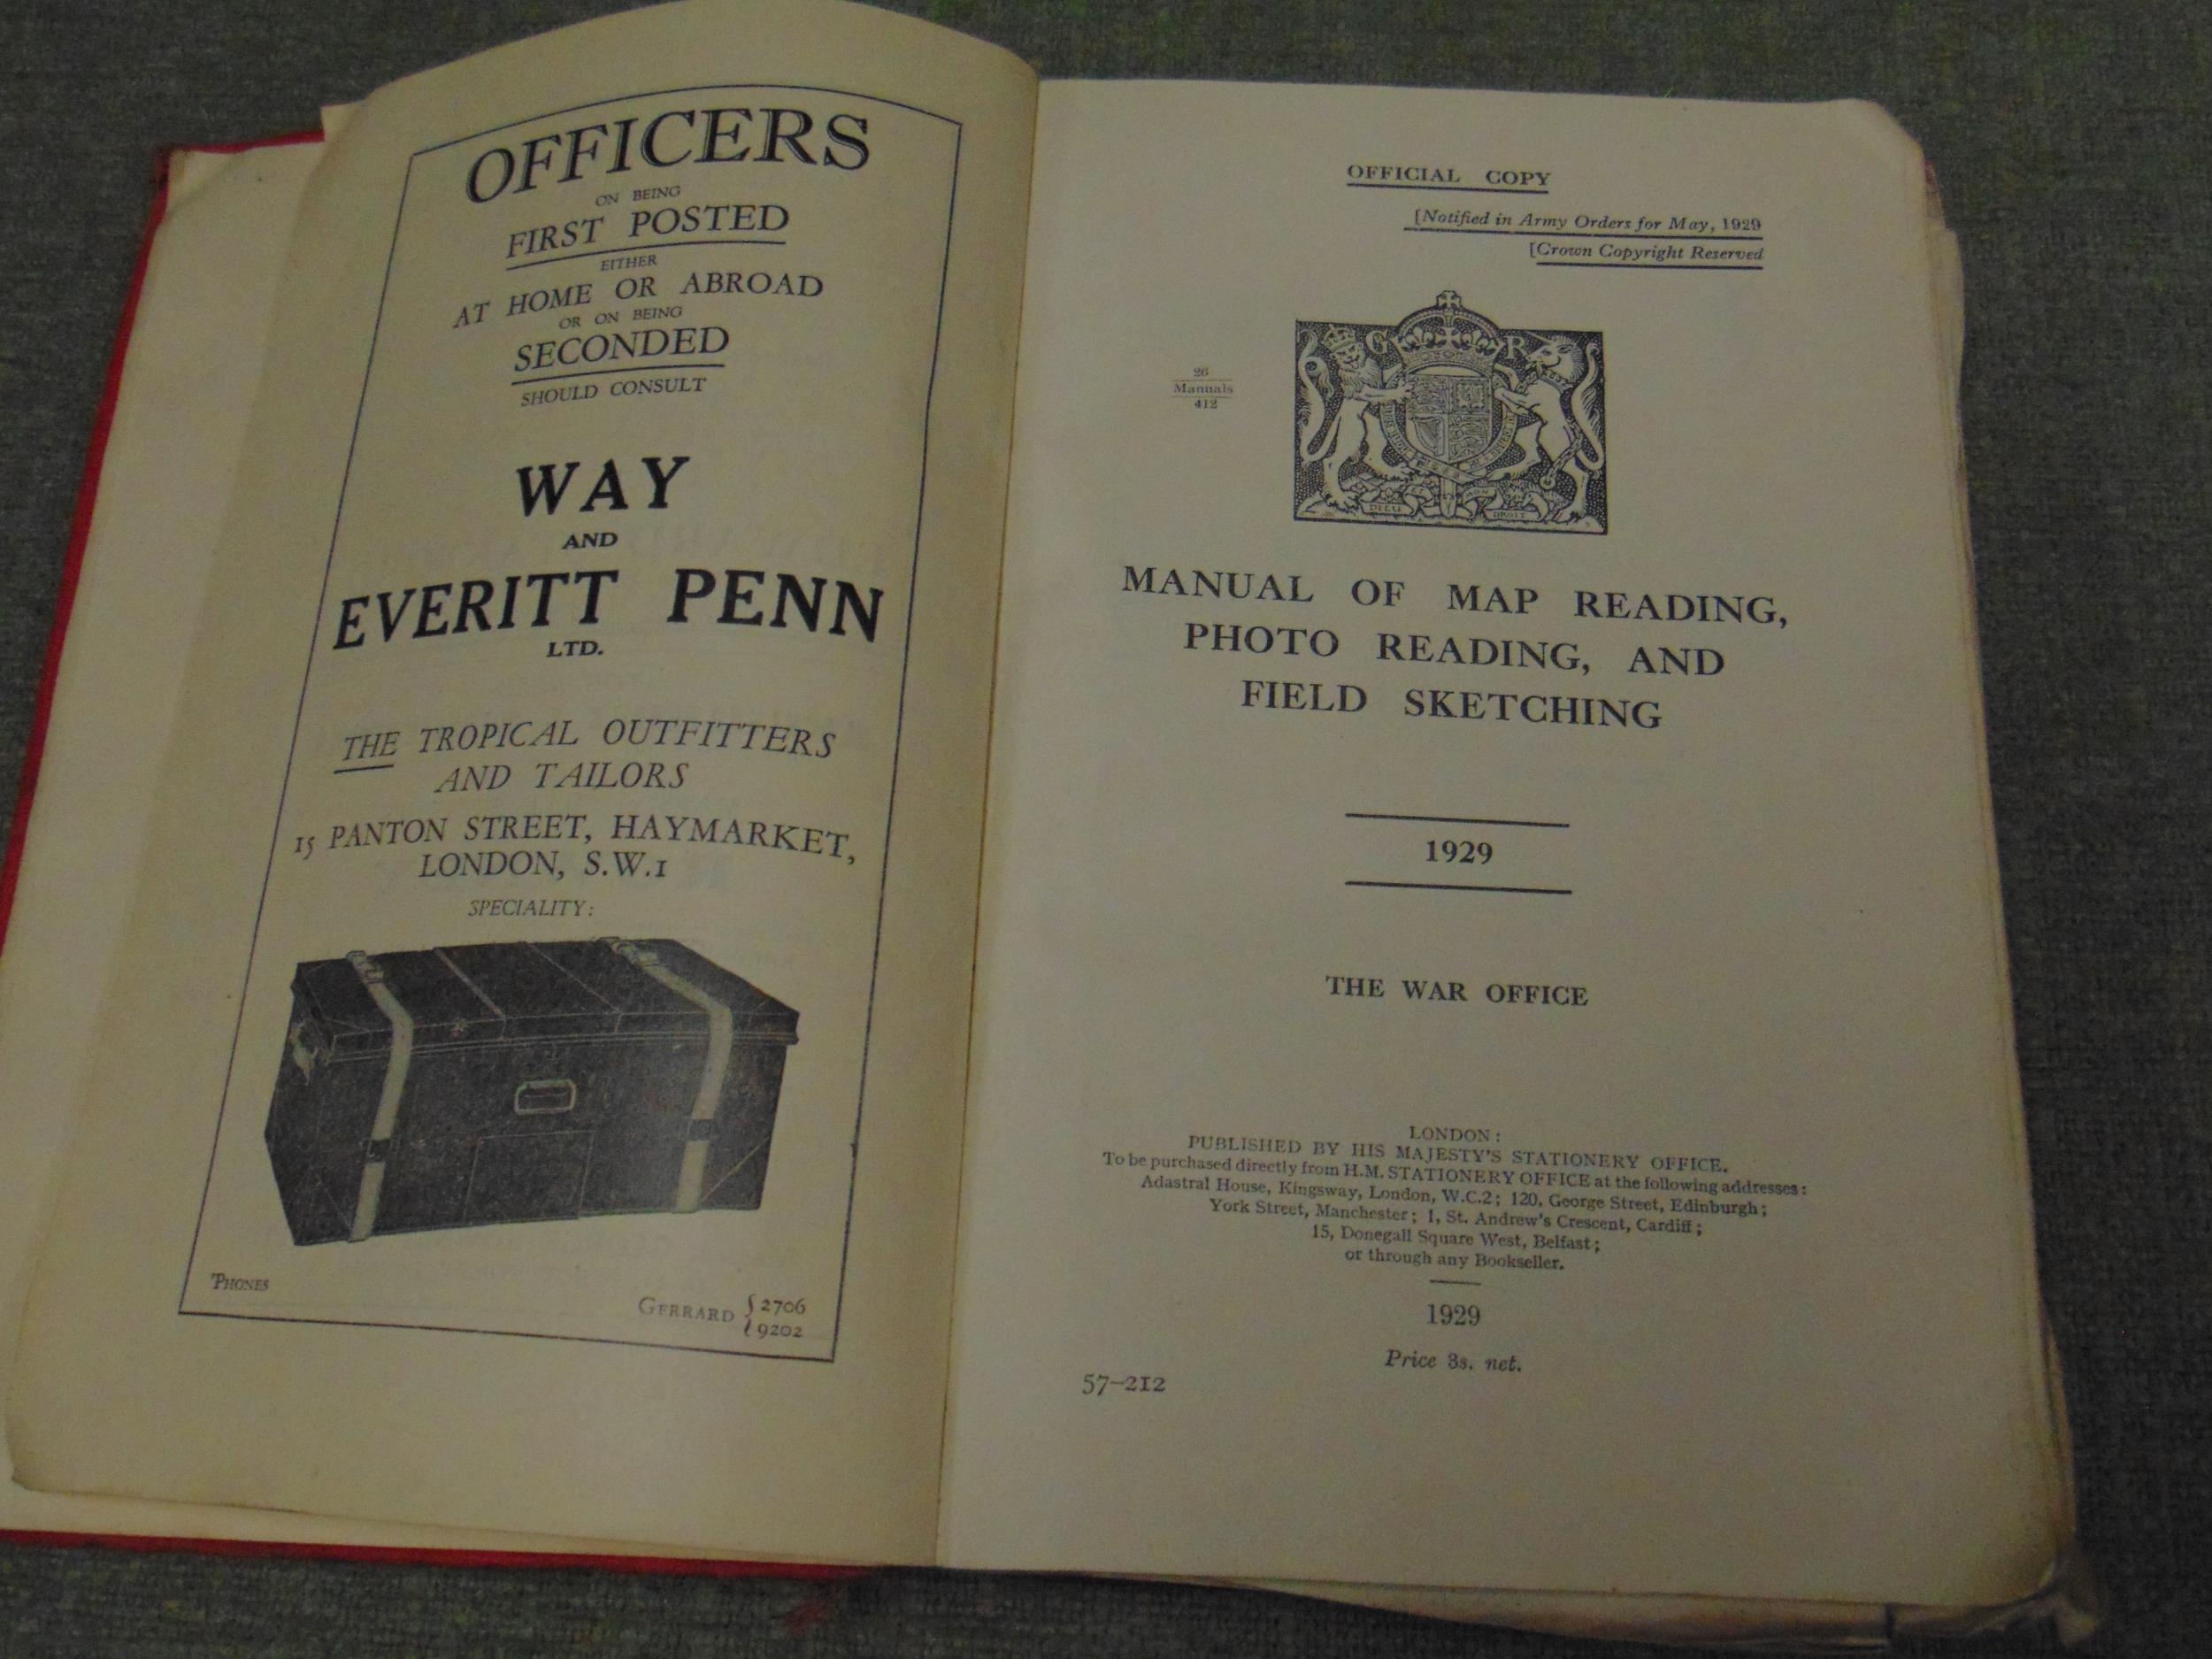 OFFICERS
ON BEING
FIRST POSTED
EITHER
AT HOME OR ABROAD
OR ON BEING
SECONDED
SHOULD CONSULT
WAY
AND
EVERITT PENN
LTD.
THE TROPICAL OUTFITTERS
AND TAILORS
15 PANTON STREET, HAYMARKET,
LONDON, S.W.1
SPECIALITY:
'PHONES
GERRARD { 2706
9202
OFFICIAL COPY
[Notified in Army Orders for May, 1929
[Crown Copyright Reserved
26
Manuals
412
G R
DIEU DROIT
MANUAL OF MAP READING,
PHOTO READING, AND
FIELD SKETCHING
1929
THE WAR OFFICE
LONDON:
PUBLISHED BY HIS MAJESTY'S STATIONERY OFFICE.
To be purchased directly from H.M. STATIONERY OFFICE at the following addresses:
Adastral House, Kingsway, London, W.C.2; 120, George Street, Edinburgh;
York Street, Manchester; 1, St. Andrew's Crescent, Cardiff;
15, Donegall Square West, Belfast;
or through any Bookseller.
1929
Price 3s. net.
57-212